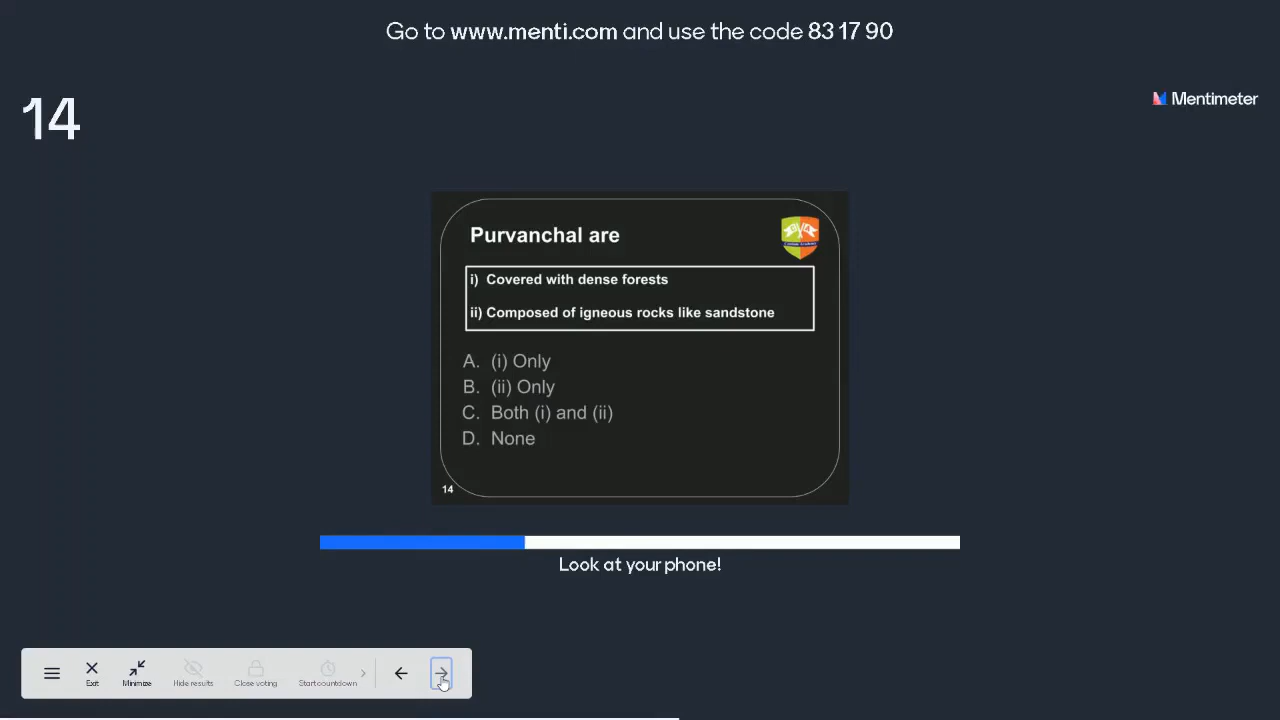 Go to www.menti.com and use the code 83 17 90
14
Mentimeter
Purvanchal are
i) Covered with dense forests
ii) Composed of igneous rocks like sandstone
A. (i) Only
B. (ii) Only
C. Both (i) and (ii)
D. None
14
Look at your phone!
Exit
Minimize
Hide results
Close voting
Start countdown